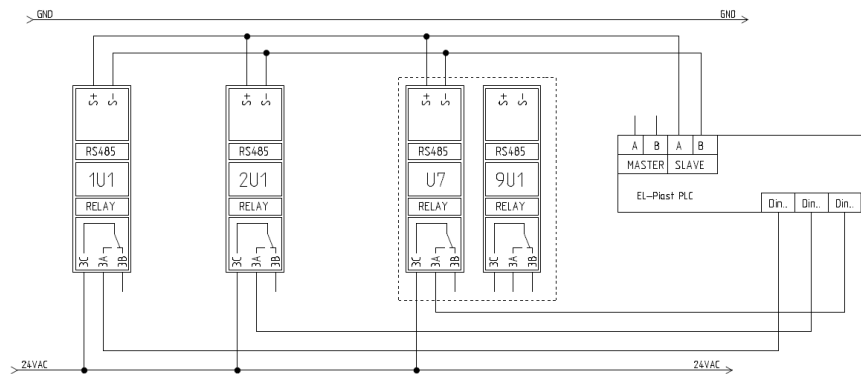 GND GND
S+ S- S+ S- S+ S- S+ S-
A B A B
RS485 RS485 RS485 RS485
MASTER SLAVE
1U1 2U1 U7 9U1
EL-Piast PLC
RELAY RELAY RELAY RELAY
Din.. Din.. Din..
3C 3A 3B 3C 3A 3B 3C 3A 3B 3C 3A 3B
24VAC 24VAC